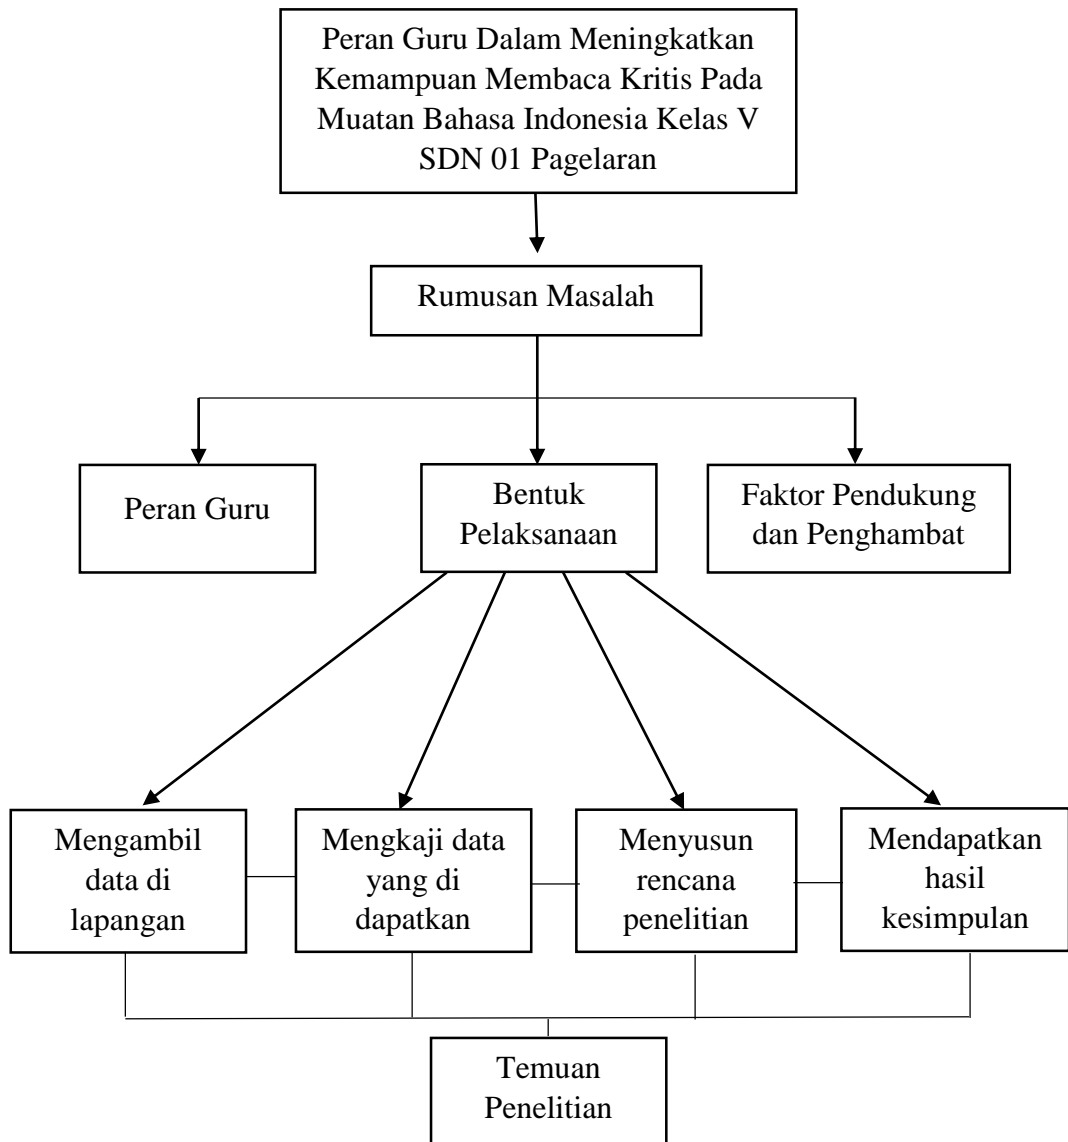 Peran Guru Dalam Meningkatkan
Kemampuan Membaca Kritis Pada
Muatan Bahasa Indonesia Kelas V
SDN 01 Pagelaran
Rumusan Masalah
Peran Guru
Bentuk
Pelaksanaan
Faktor Pendukung
dan Penghambat
Mengambil
data di
lapangan
Mengkaji data
yang di
dapatkan
Menyusun
rencana
penelitian
Mendapatkan
hasil
kesimpulan
Temuan
Penelitian